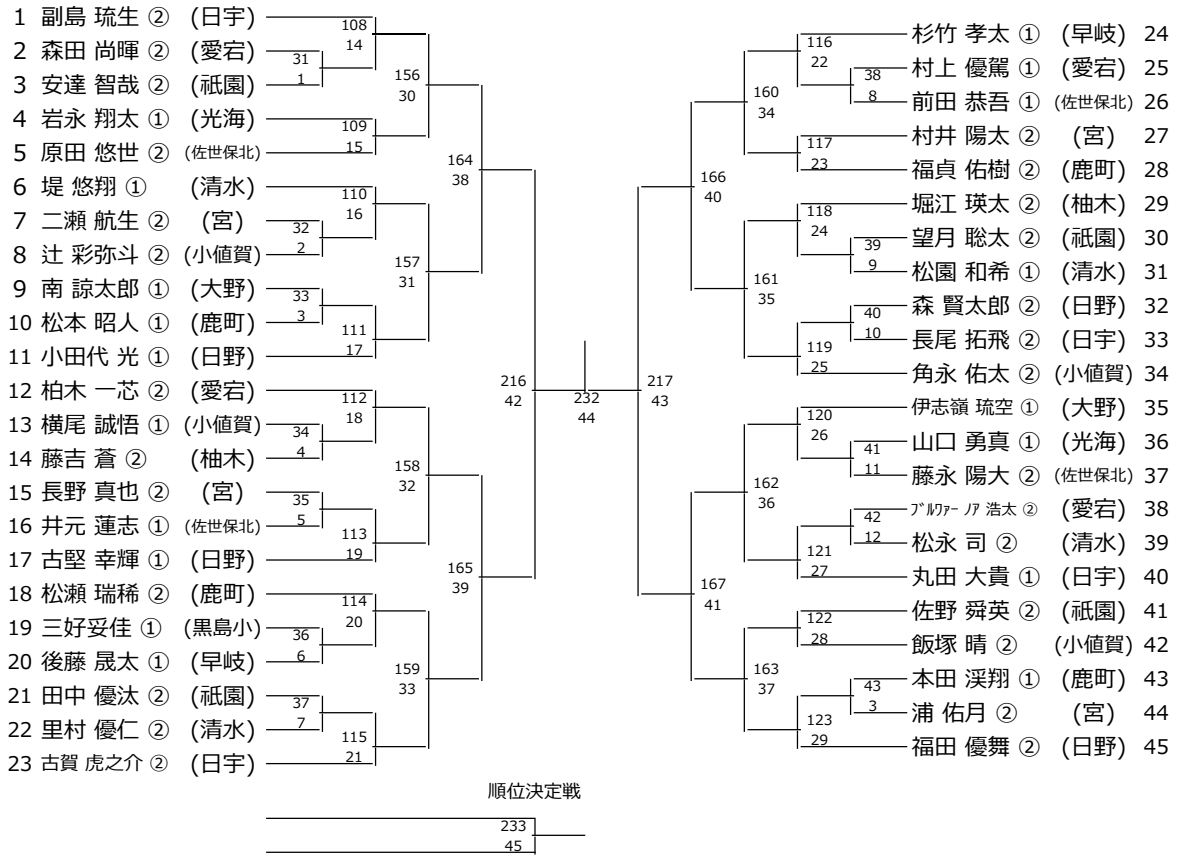 1 副島 琉生 ② (日宇)
2 森田 尚暉 ② (愛宕)
3 安達 智哉 ② (祇園)
4 岩永 翔太 ① (光海)
5 原田 悠世 ② (佐世保北)
6 堤 悠翔 ① (清水)
7 二瀬 航生 ② (宮)
8 辻 彩弥斗 ② (小値賀)
9 南 諒太郎 ① (大野)
10 松本 昭人 ① (鹿町)
11 小田代 光 ① (日野)
12 柏木 一芯 ② (愛宕)
13 横尾 誠悟 ① (小値賀)
14 藤吉 蒼 ② (柚木)
15 長野 真也 ② (宮)
16 井元 蓮志 ① (佐世保北)
17 古堅 幸輝 ① (日野)
18 松瀬 瑞稀 ② (鹿町)
19 三好妥佳 ① (黒島小)
20 後藤 晟太 ① (早岐)
21 田中 優汰 ② (祇園)
22 里村 優仁 ② (清水)
23 古賀 虎之介 ② (日宇)
31
1
32
2
33
3
34
4
35
5
36
6
37
7
108
14
109
15
110
16
111
17
112
18
113
19
114
20
115
21
156
30
157
31
158
32
159
33
164
38
165
39
216
42
232
44
217
43
166
40
167
41
160
34
161
35
162
36
163
37
116
22
117
23
118
24
119
25
120
26
121
27
122
28
123
29
38
8
39
9
40
10
41
11
42
12
43
3
杉竹 孝太 ① (早岐) 24
村上 優駕 ① (愛宕) 25
前田 恭吾 ① (佐世保北) 26
村井 陽太 ② (宮) 27
福貞 佑樹 ② (鹿町) 28
堀江 瑛太 ② (柚木) 29
望月 聡太 ② (祇園) 30
松園 和希 ① (清水) 31
森 賢太郎 ② (日野) 32
長尾 拓飛 ② (日宇) 33
角永 佑太 ② (小値賀) 34
伊志嶺 琉空 ① (大野) 35
山口 勇真 ① (光海) 36
藤永 陽大 ② (佐世保北) 37
ﾌﾞﾙﾜｧｰ ﾉｱ 浩太 ② (愛宕) 38
松永 司 ② (清水) 39
丸田 大貴 ① (日宇) 40
佐野 舜英 ② (祇園) 41
飯塚 晴 ② (小値賀) 42
本田 渓翔 ① (鹿町) 43
浦 佑月 ② (宮) 44
福田 優舞 ② (日野) 45
順位決定戦
233
45